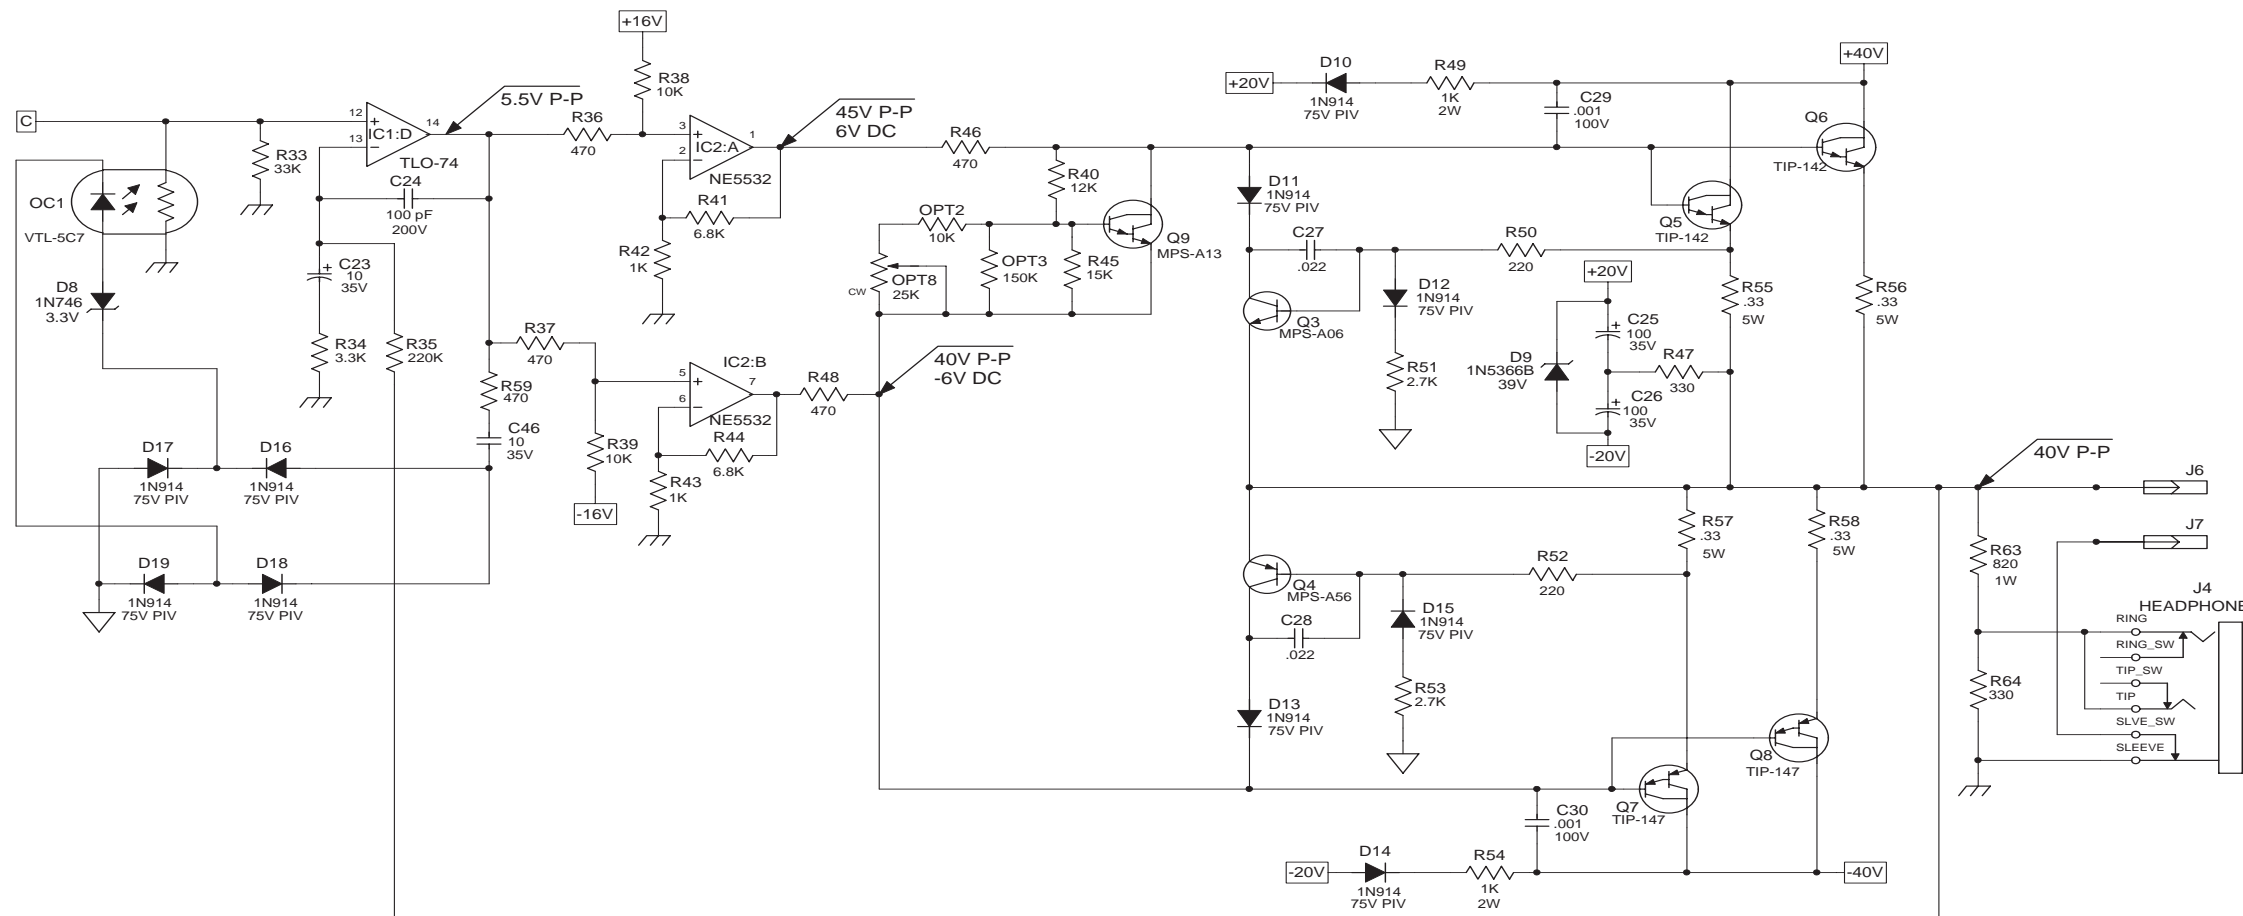 +16V
+40V
D10
1N914
75V PIV
R49
1K
2W
+20V
C29
.001
100V
Q6
TIP-142
R38
10K
5.5V P-P
45V P-P
6V DC
C
12
13
14
IC1:D
TLO-74
R33
33K
R36
470
3
2
1
IC2:A
NE5532
R46
470
R40
12K
C24
100 pF
200V
R41
6.8K
R42
1K
OC1
VTL-5C7
OPT2
10K
Q9
MPS-A13
D11
1N914
75V PIV
Q5
TIP-142
C27
.022
R50
220
C23
10
35V
+
OPT8
25K
CW
OPT3
150K
R45
15K
D8
1N746
3.3V
D12
1N914
75V PIV
+20V
R55
.33
5W
R56
.33
5W
Q3
MPS-A06
C25
100
35V
+
R34
3.3K
R35
220K
R37
470
IC2:B
5
6
7
NE5532
R48
470
40V P-P
-6V DC
R51
2.7K
D9
1N5366B
39V
R47
330
C26
100
35V
+
-20V
R59
470
C46
10
35V
R39
10K
R44
6.8K
R43
1K
-16V
D17
1N914
75V PIV
D16
1N914
75V PIV
40V P-P
J6
R57
.33
5W
R58
.33
5W
J7
R63
820
1W
D19
1N914
75V PIV
D18
1N914
75V PIV
Q4
MPS-A56
R52
220
C28
.022
D15
1N914
75V PIV
J4
HEADPHONE
RING
RING_SW
TIP_SW
TIP
SLVE_SW
SLEEVE
R64
330
D13
1N914
75V PIV
R53
2.7K
Q8
TIP-147
Q7
TIP-147
C30
.001
100V
-20V
D14
1N914
75V PIV
R54
1K
2W
-40V